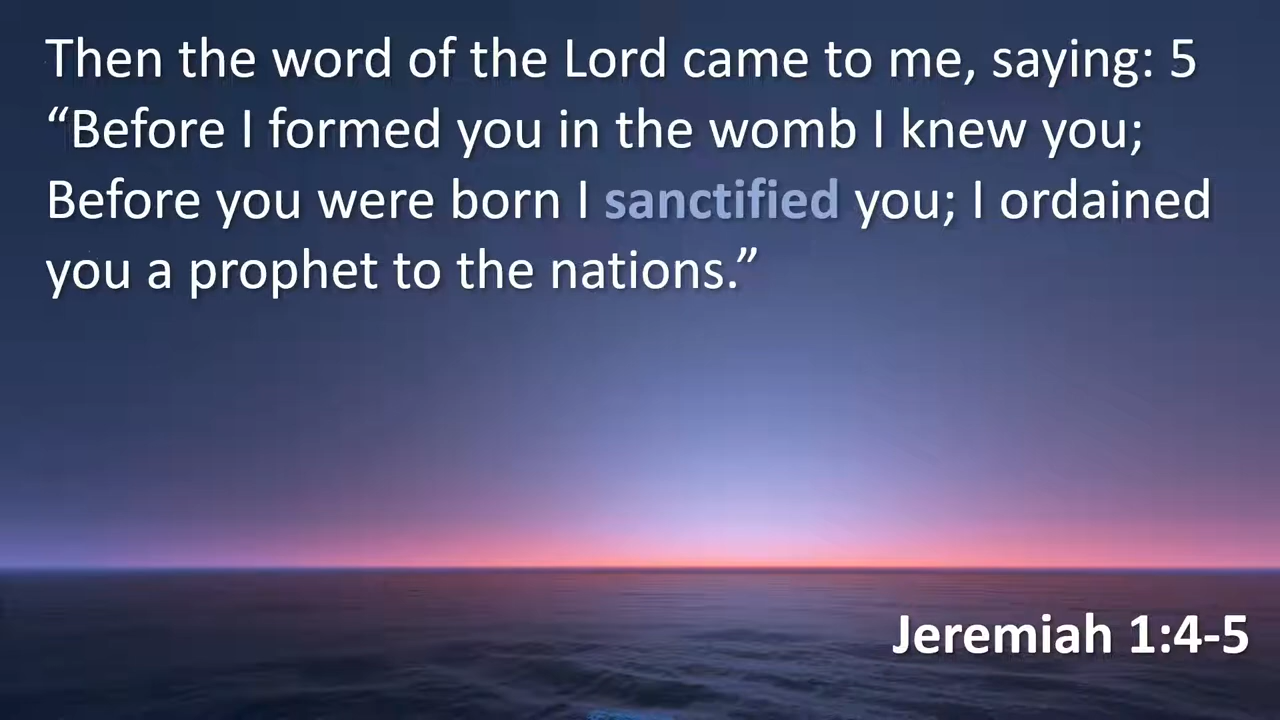 Then the word of the Lord came to me, saying: 5
“Before I formed you in the womb I knew you;
Before you were born I sanctified you; I ordained
you a prophet to the nations.”
Jeremiah 1:4-5